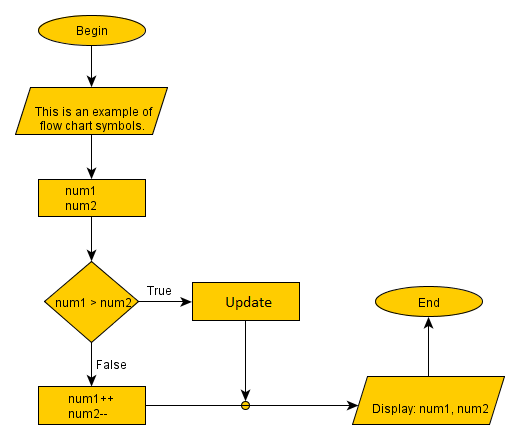 Begin
This is an example of
flow chart symbols.
num1
num2
num1 > num2
True
Update
End
False
num1++
num2--
Display: num1, num2